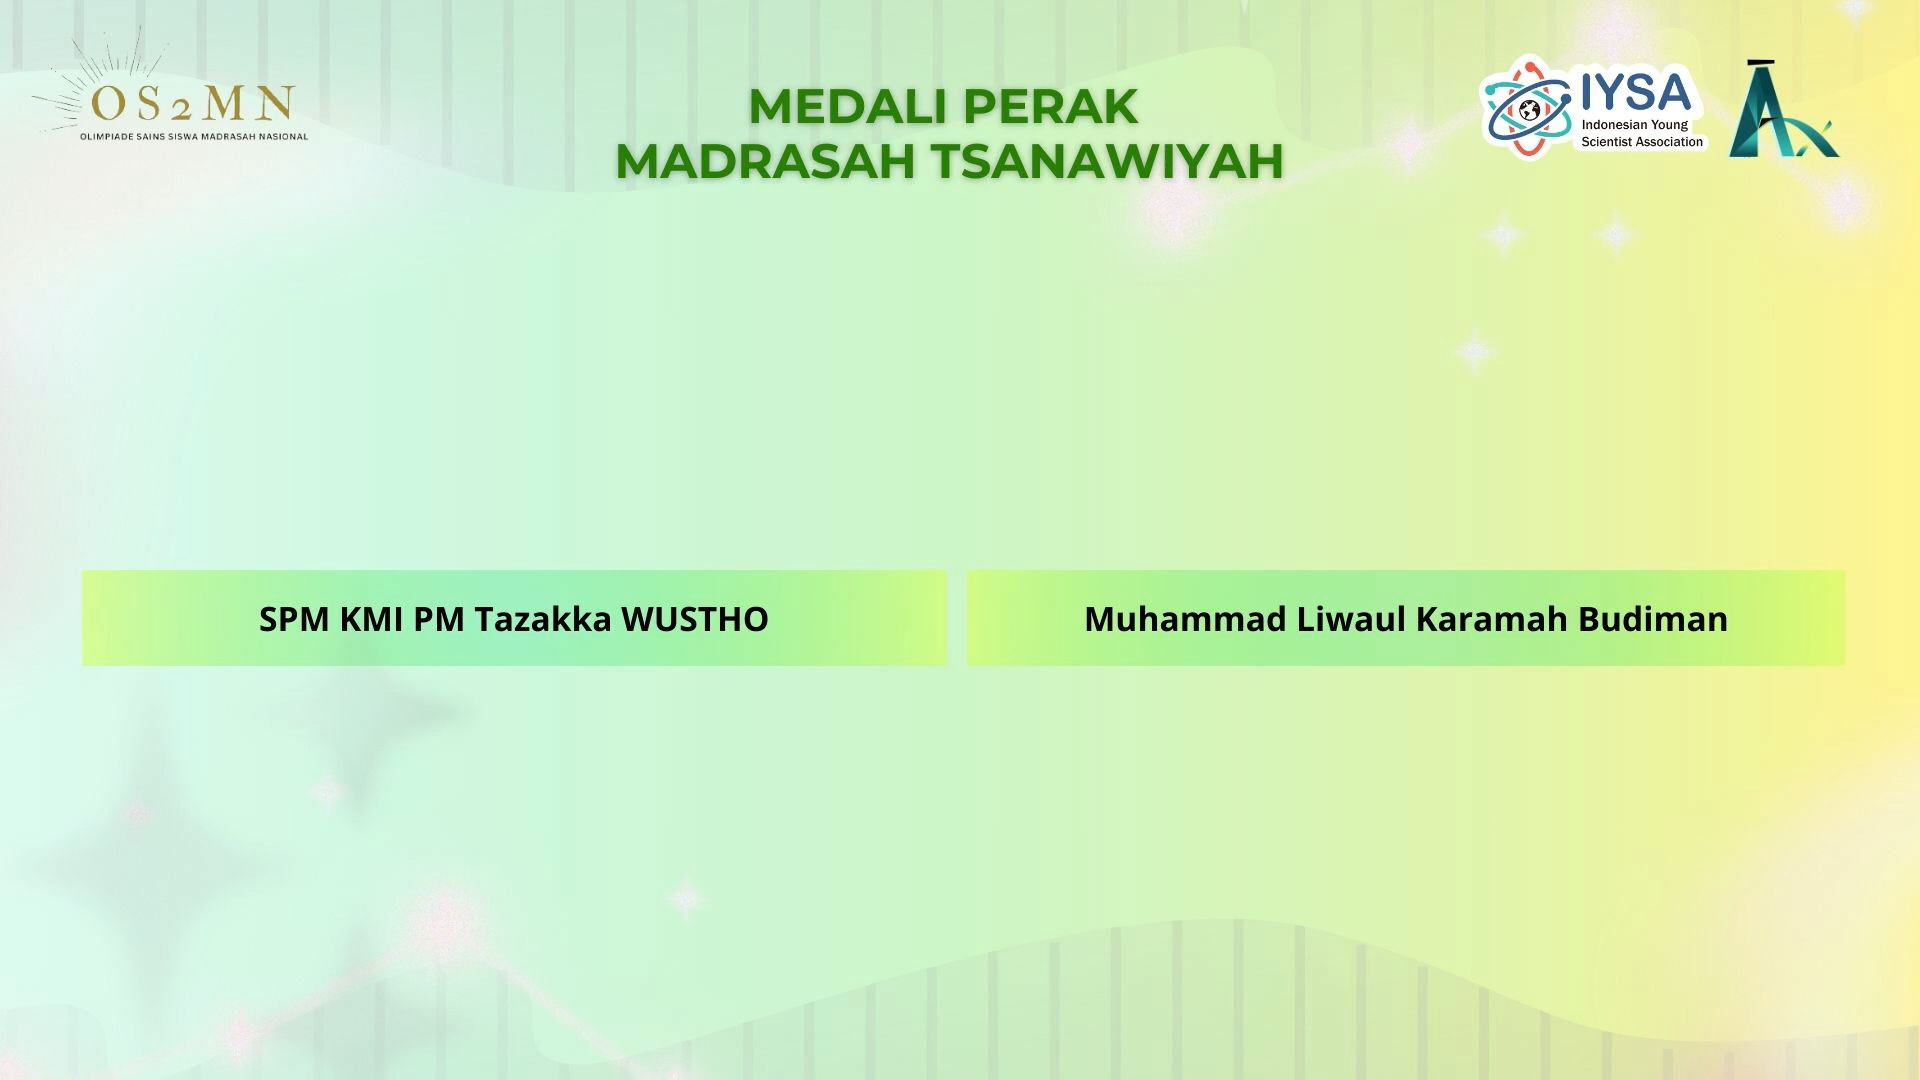 OS2MN
OLIMPIADE SAINS SISWA MADRASAH NASIONAL
MEDALI PERAK
MADRASAH TSANAWIYAH
IYSA
Indonesian Young
Scientist Association
SPM KMI PM Tazakka WUSTHO
Muhammad Liwaul Karamah Budiman